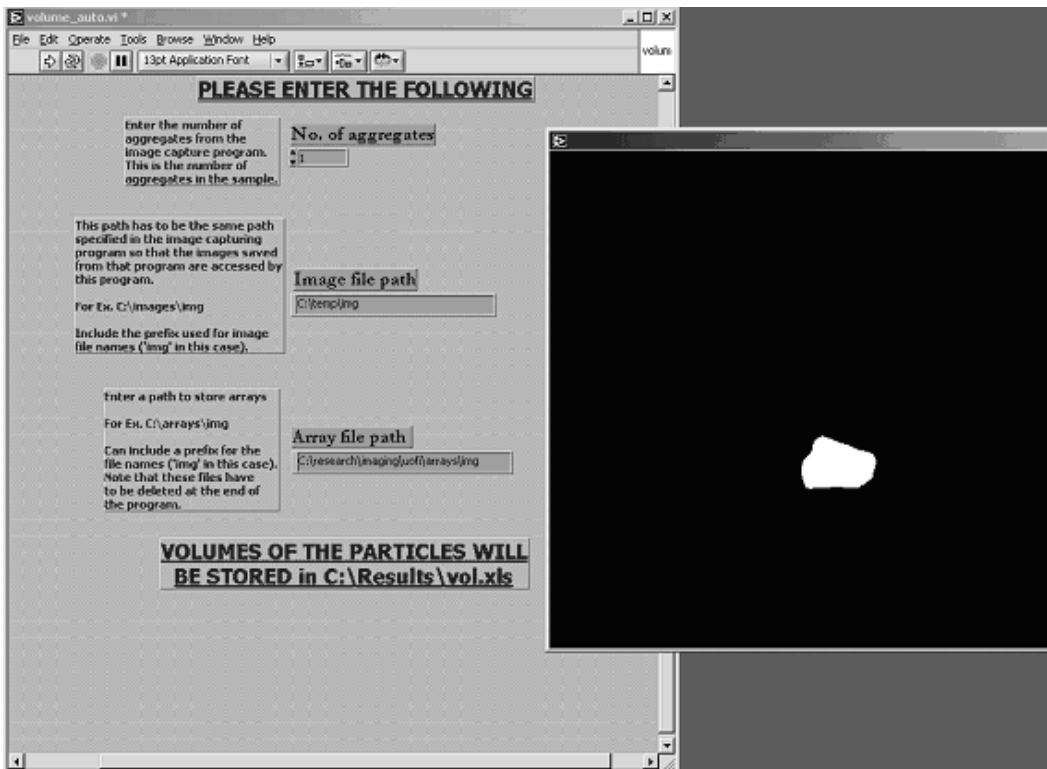 volume_auto.vi *
File Edit Operate Tools Browse Window Help
13pt Application Font
volum
PLEASE ENTER THE FOLLOWING
Enter the number of
aggregates from the
image capture program.
This is the number of
aggregates in the sample.
No. of aggregates
1
This path has to be the same path
specified in the image capturing
program so that the images saved
from that program are accessed by
this program.
For Ex. C:\images\img
Include the prefix used for image
file names ('img' in this case).
Image file path
C:\temp\img
Enter a path to store arrays
For Ex. C:\arrays\img
Can include a prefix for the
file names ('img' in this case).
Note that these files have
to be deleted at the end of
the program.
Array file path
C:\research\imaging\uofi\arrays\img
VOLUMES OF THE PARTICLES WILL
BE STORED in C:\Results\vol.xls